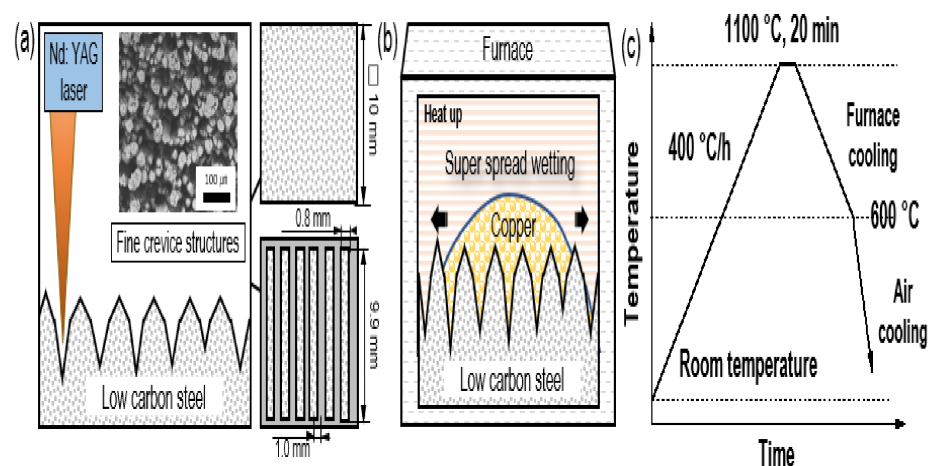 (a)
Nd: YAG
laser
100 μm
Fine crevice structures
Low carbon steel
10 mm
0.8 mm
9.9 mm
1.0 mm
(b)
Furnace
Heat up
Super spread wetting
Copper
Low carbon steel
(c)
1100 °C, 20 min
400 °C/h
Furnace
cooling
600 °C
Air
cooling
Room temperature
Temperature
Time